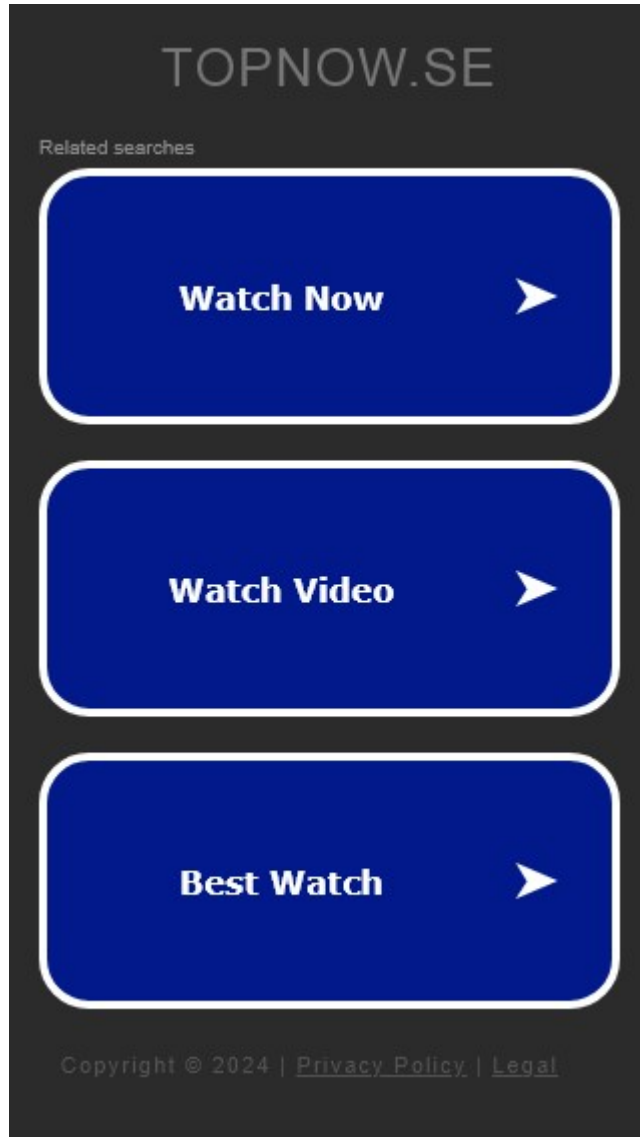 TOPNOW.SE
Related searches
Watch Now
Watch Video
Best Watch
Copyright © 2024 | Privacy Policy | Legal